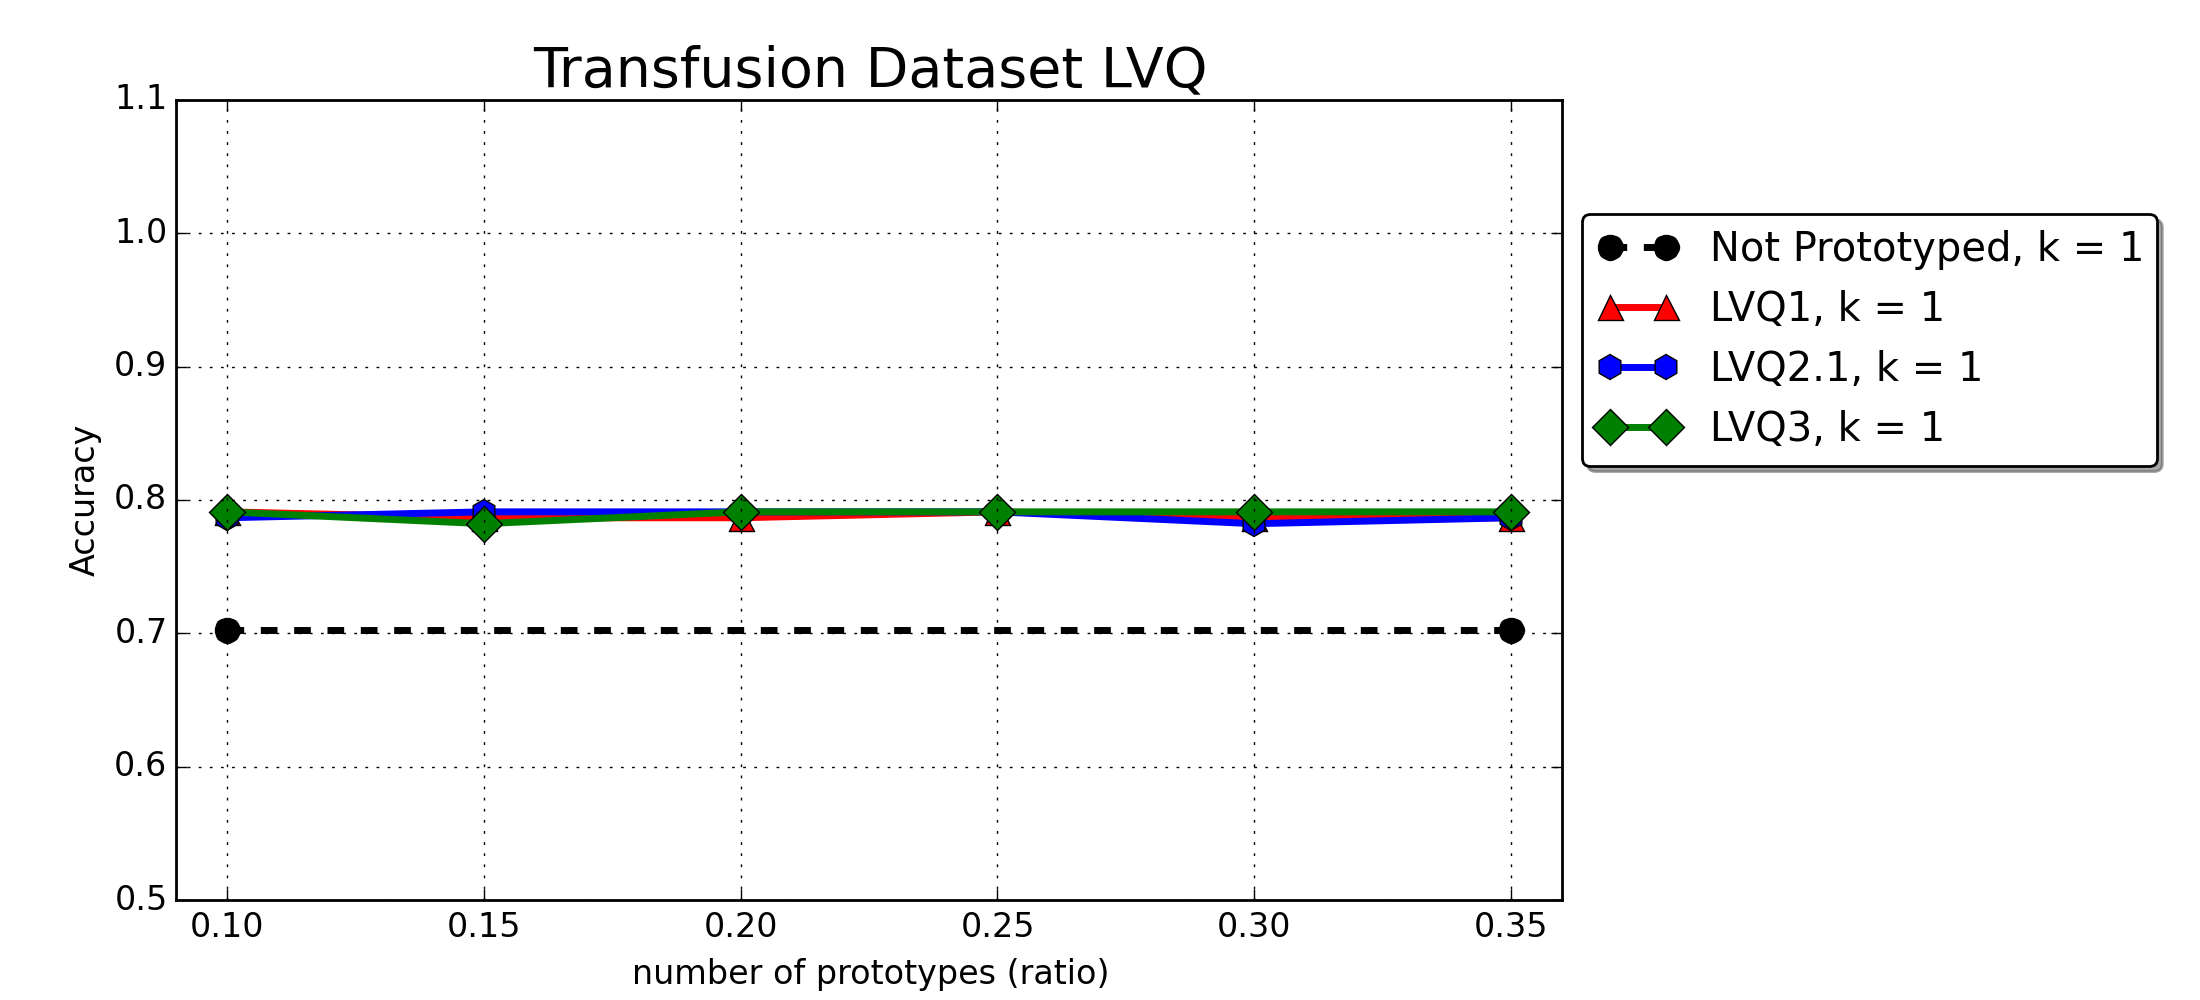 Transfusion Dataset LVQ
1.1
1.0
0.9
0.8
0.7
0.6
0.5
Accuracy
0.10 0.15 0.20 0.25 0.30 0.35
number of prototypes (ratio)
Not Prototyped, k = 1
LVQ1, k = 1
LVQ2.1, k = 1
LVQ3, k = 1